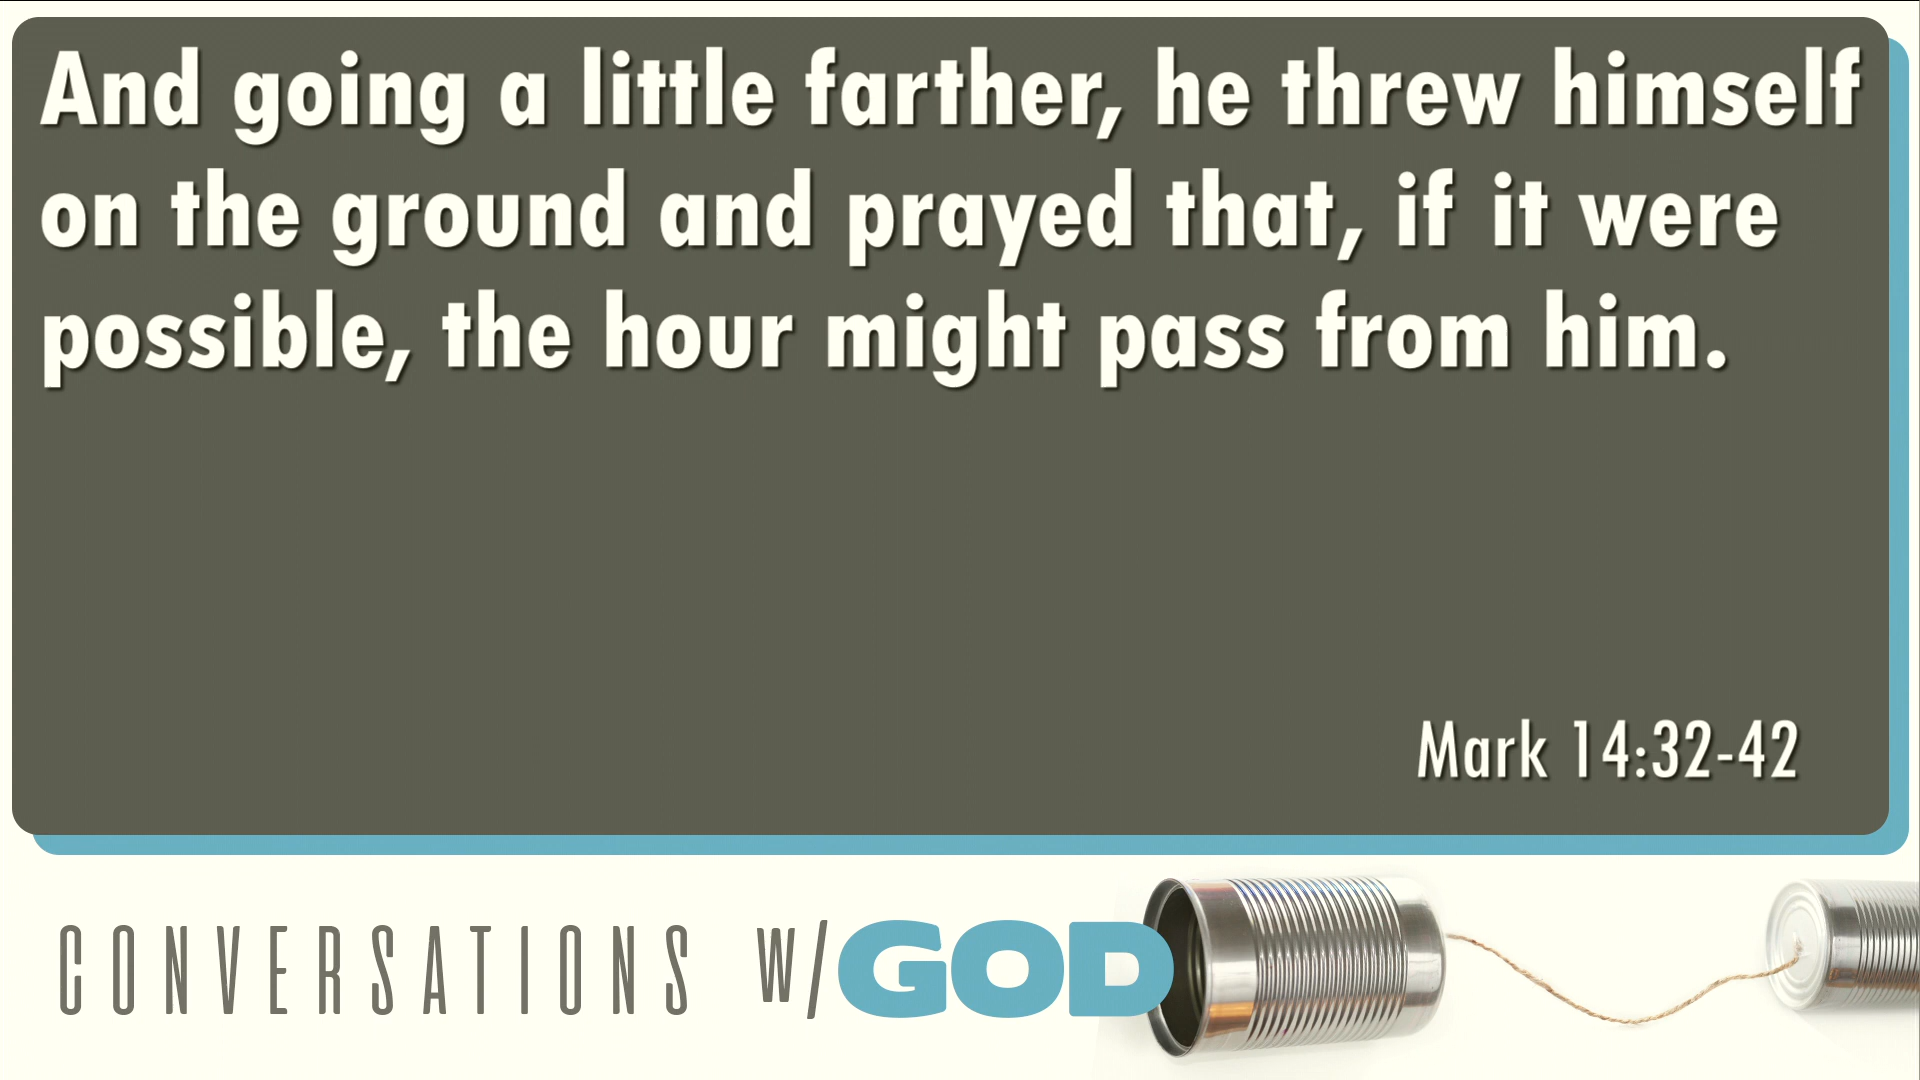 And going a little farther, he threw himself
on the ground and prayed that, if it were
possible, the hour might pass from him.
Mark 14:32-42
CONVERSATIONS W/GOD